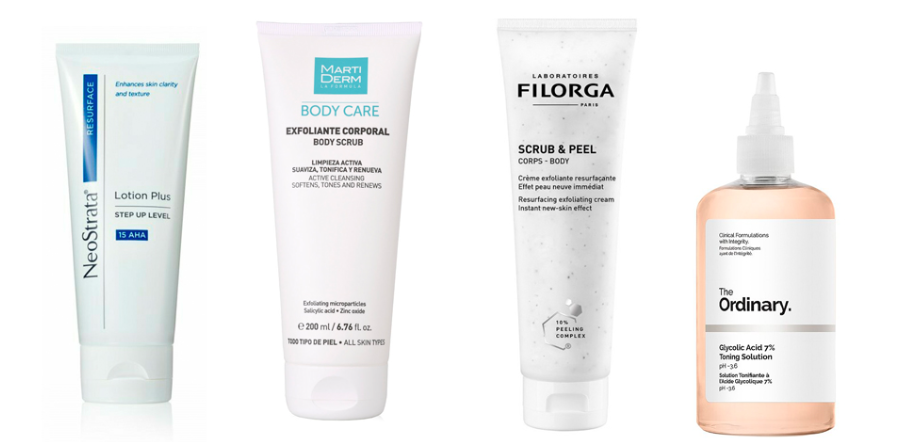 NeoStrata®
RESURFACE
Enhances skin clarity
and texture
Lotion Plus
STEP UP LEVEL
15 AHA
MARTI
DERM
LA FORMULA
BODY CARE
EXFOLIANTE CORPORAL
BODY SCRUB
LIMPIEZA ACTIVA
SUAVIZA, TONIFICA Y RENUEVA
ACTIVE CLEANSING
SOFTENS, TONES AND RENEWS
Exfoliating microparticles
Salicylic acid • Zinc oxide
℮ 200 ml / 6.76 fl. oz.
TODO TIPO DE PIEL • ALL SKIN TYPES
LABORATOIRES
FILORGA
PARIS
SCRUB & PEEL
CORPS - BODY
Crème exfoliante resurfaçante
Effet peau neuve immédiat
Resurfacing exfoliating cream
Instant new-skin effect
10%
PEELING
COMPLEX
Clinical Formulations
with Integrity.
Formulations Cliniques
avec de l'Intégrité.
The
Ordinary.
Glycolic Acid 7%
Toning Solution
pH ~3.6
Solution Tonifiante à
l'Acide Glycolique 7%
pH ~3.6